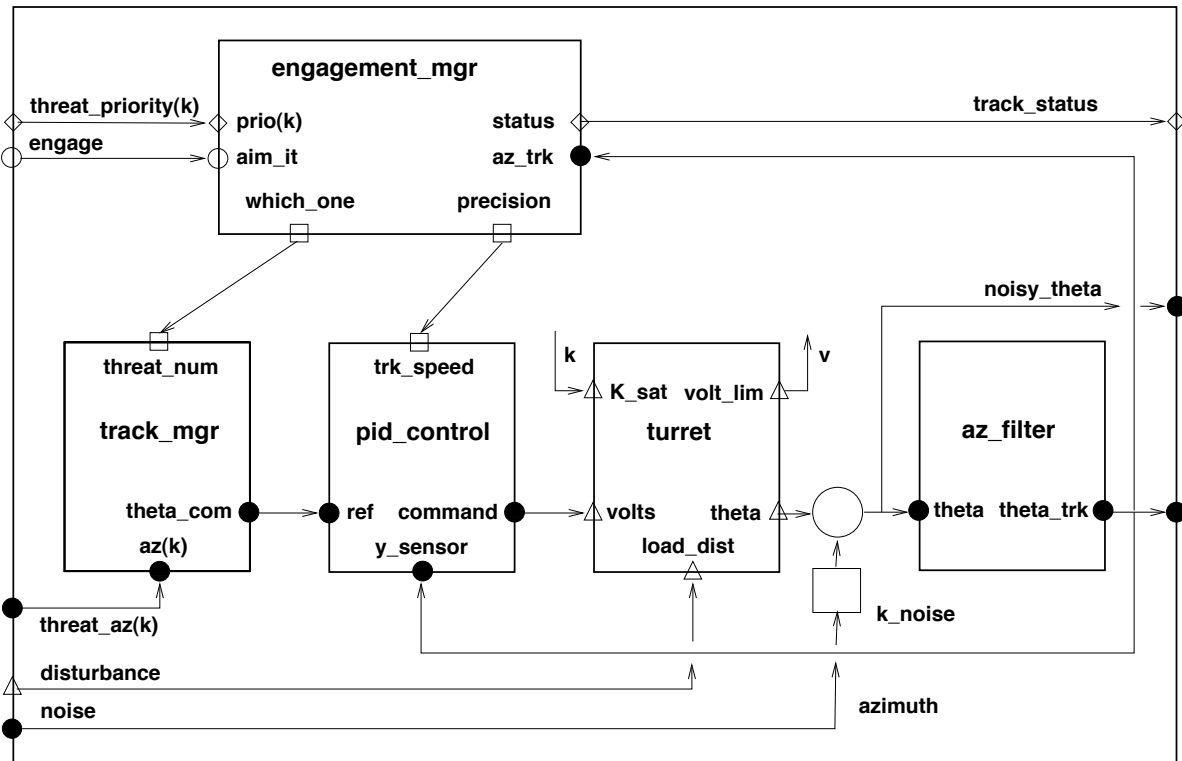 engagement_mgr
threat_priority(k)
prio(k)
status
track_status
engage
aim_it
az_trk
which_one
precision
noisy_theta
threat_num
trk_speed
k
K_sat
volt_lim
v
track_mgr
pid_control
turret
az_filter
theta_com
ref
command
volts
theta
theta
theta_trk
az(k)
y_sensor
load_dist
threat_az(k)
k_noise
disturbance
noise
azimuth